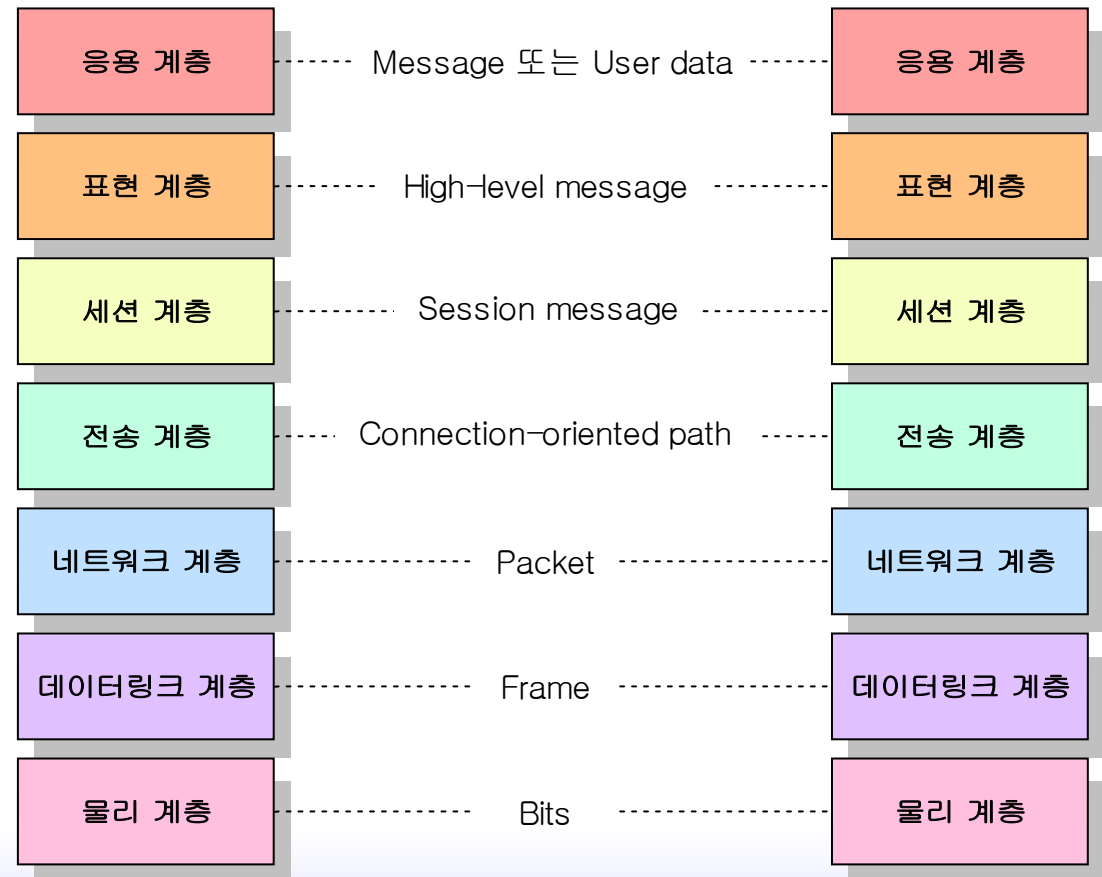 응용 계층 Message 또는 User data 응용 계층
표현 계층 High-level message 표현 계층
세션 계층 Session message 세션 계층
전송 계층 Connection-oriented path 전송 계층
네트워크 계층 Packet 네트워크 계층
데이터링크 계층 Frame 데이터링크 계층
물리 계층 Bits 물리 계층